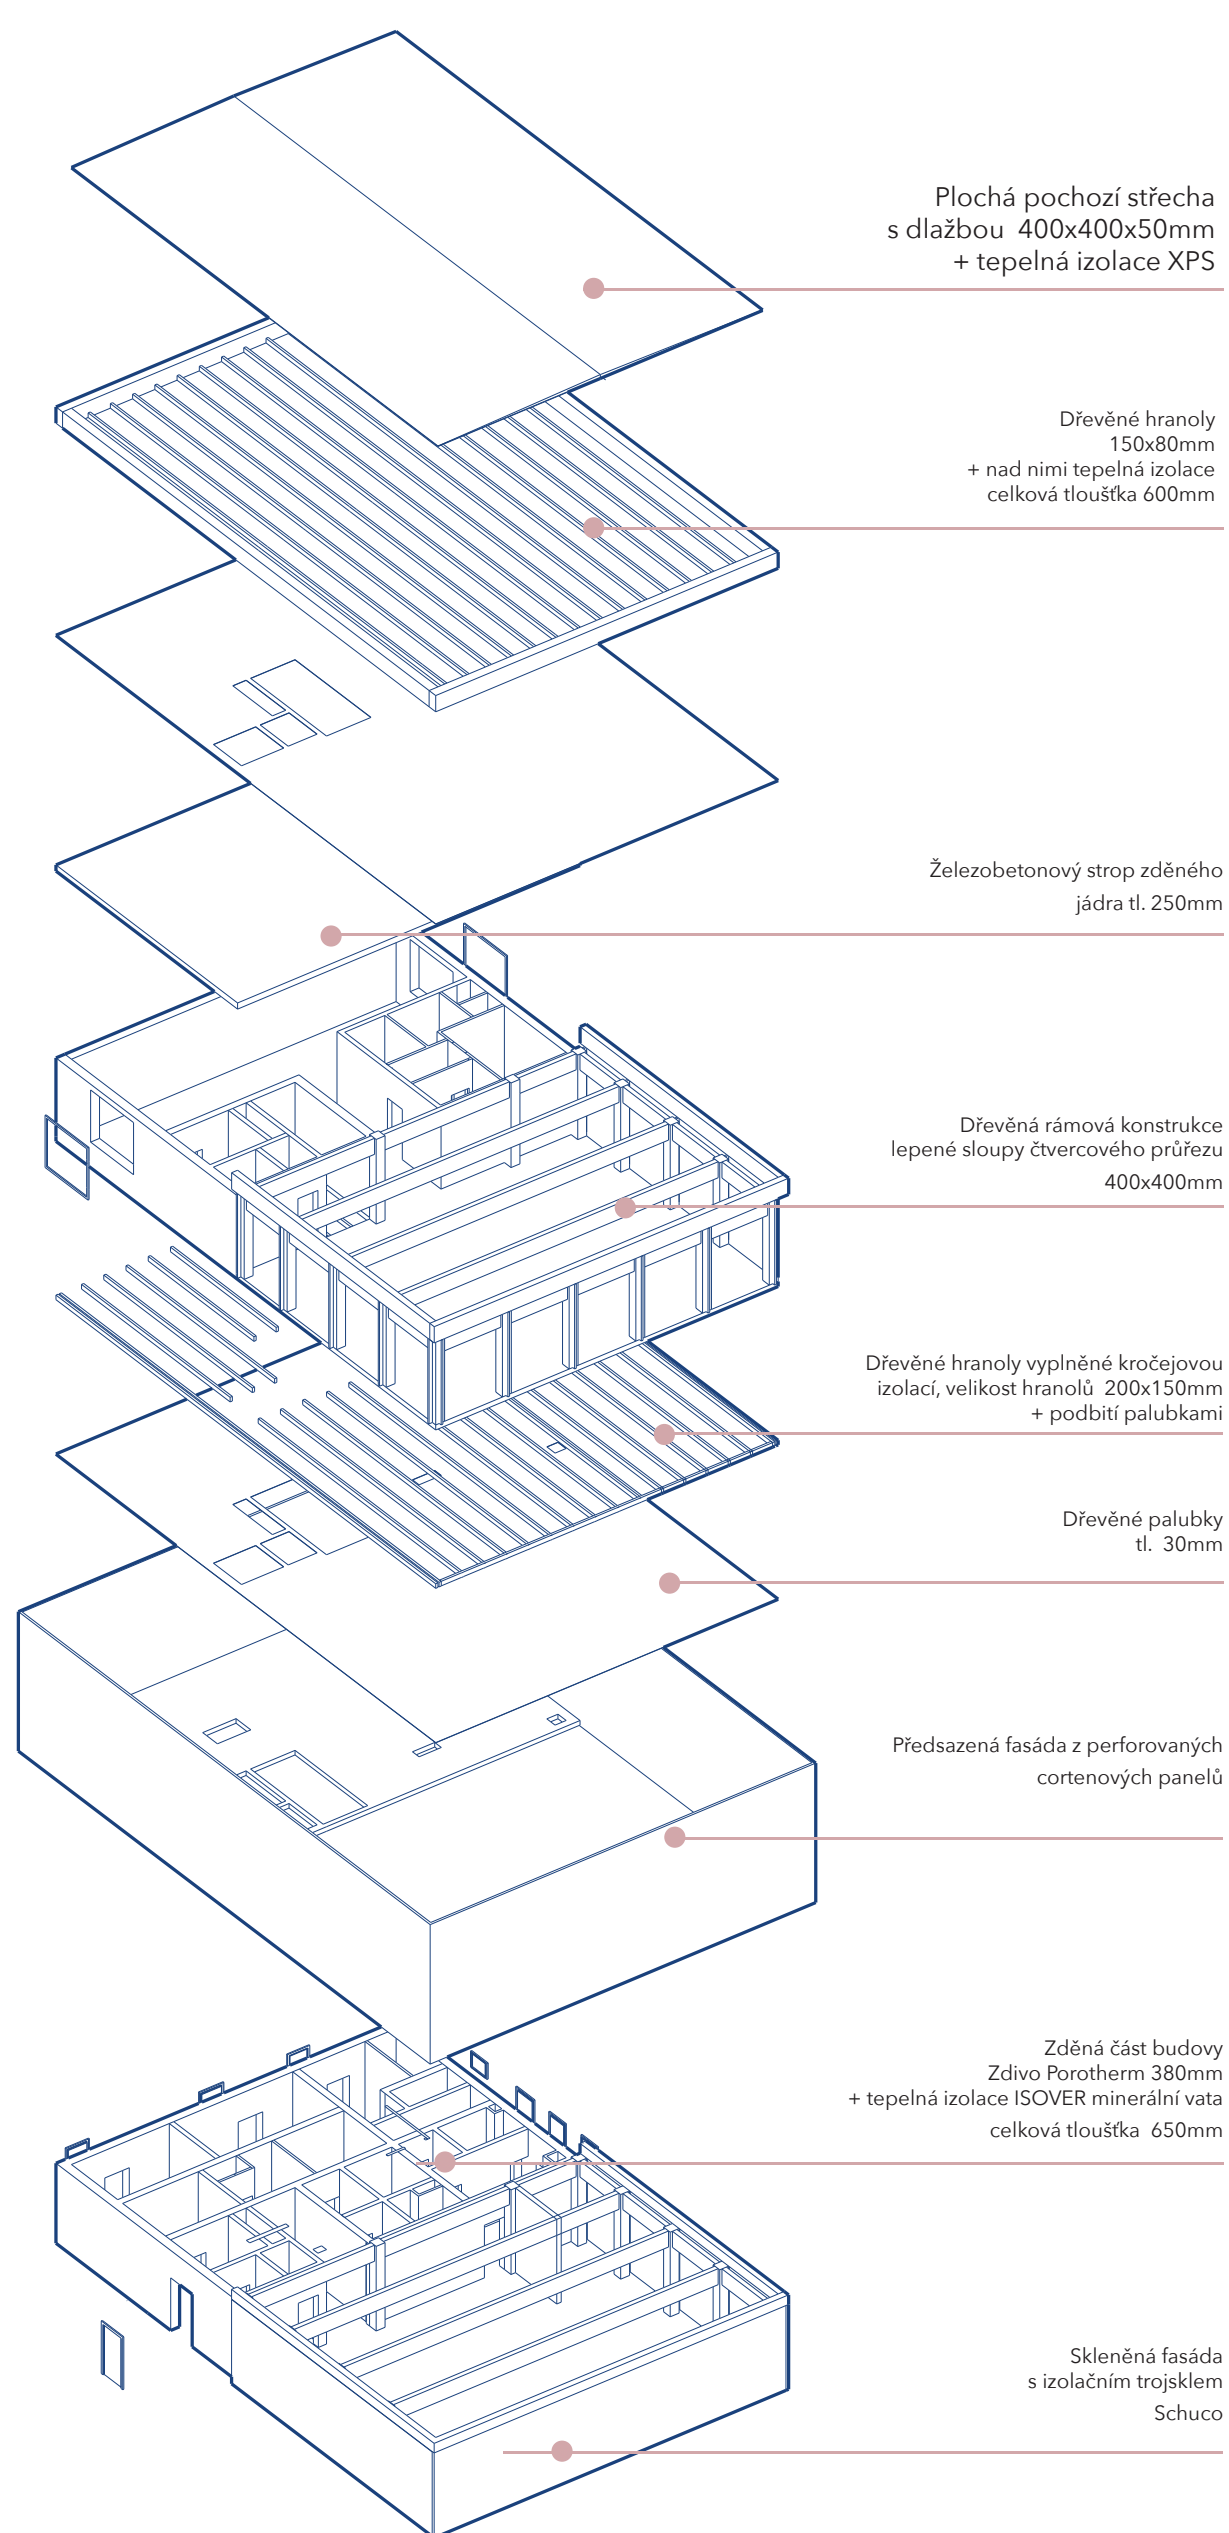 Plochá pochozí střecha
s dlažbou 400x400x50mm
+ tepelná izolace XPS
Dřevěné hranoly
150x80mm
+ nad nimi tepelná izolace
celková tloušťka 600mm
Železobetonový strop zděného
jádra tl. 250mm
Dřevěná rámová konstrukce
lepené sloupy čtvercového průřezu
400x400mm
Dřevěné hranoly vyplněné kročejovou
izolací, velikost hranolů 200x150mm
+ podbití palubkami
Dřevěné palubky
tl. 30mm
Předsazená fasáda z perforovaných
cortenových panelů
Zděná část budovy
Zdivo Porotherm 380mm
+ tepelná izolace ISOVER minerální vata
celková tloušťka 650mm
Skleněná fasáda
s izolačním trojsklem
Schuco